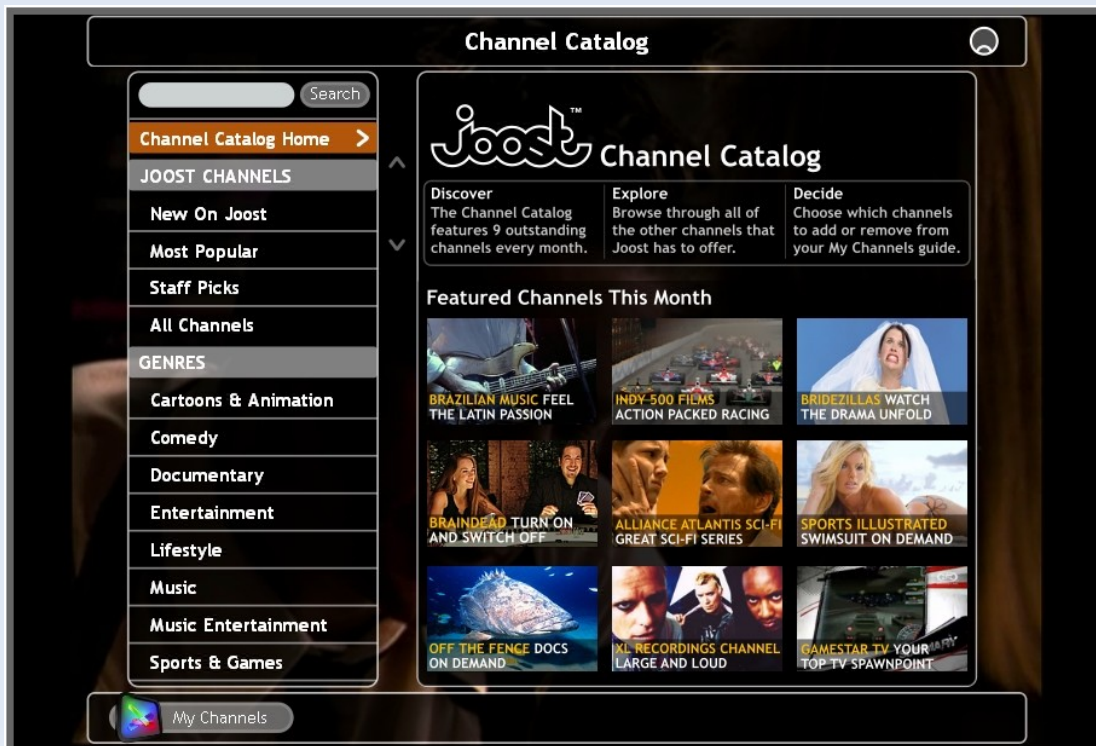 Channel Catalog
Search
Channel Catalog Home
JOOST CHANNELS
New On Joost
Most Popular
Staff Picks
All Channels
GENRES
Cartoons & Animation
Comedy
Documentary
Entertainment
Lifestyle
Music
Music Entertainment
Sports & Games
joost™ Channel Catalog
Discover
The Channel Catalog
features 9 outstanding
channels every month.
Explore
Browse through all of
the other channels that
Joost has to offer.
Decide
Choose which channels
to add or remove from
your My Channels guide.
Featured Channels This Month
BRAZILIAN MUSIC FEEL
THE LATIN PASSION
INDY 500 FILMS
ACTION PACKED RACING
BRIDEZILLAS WATCH
THE DRAMA UNFOLD
BRAINDEAD TURN ON
AND SWITCH OFF
ALLIANCE ATLANTIS SCI-FI
GREAT SCI-FI SERIES
SPORTS ILLUSTRATED
SWIMSUIT ON DEMAND
OFF THE FENCE DOCS
ON DEMAND
XL RECORDINGS CHANNEL
LARGE AND LOUD
GAMESTAR TV YOUR
TOP TV SPAWNPOINT
My Channels